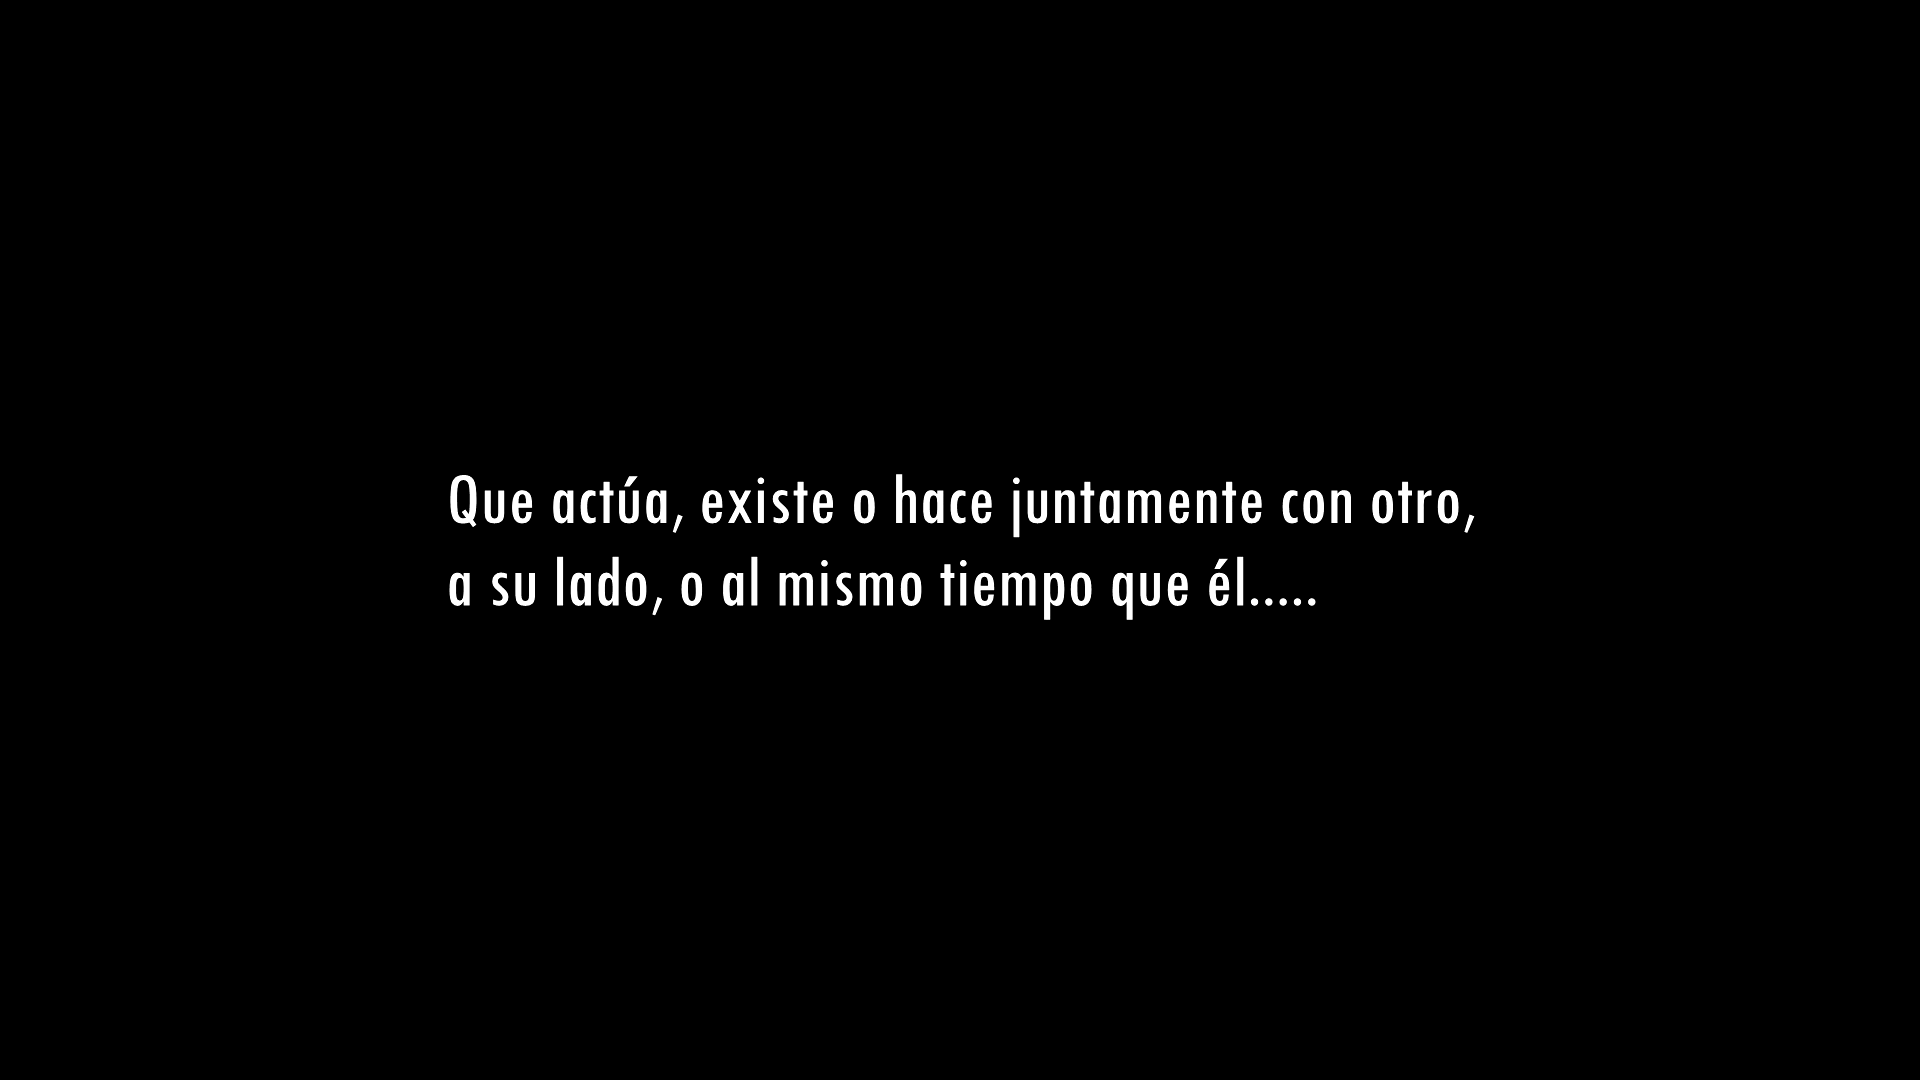 Que actúa, existe o hace juntamente con otro,
a su lado, o al mismo tiempo que él.....